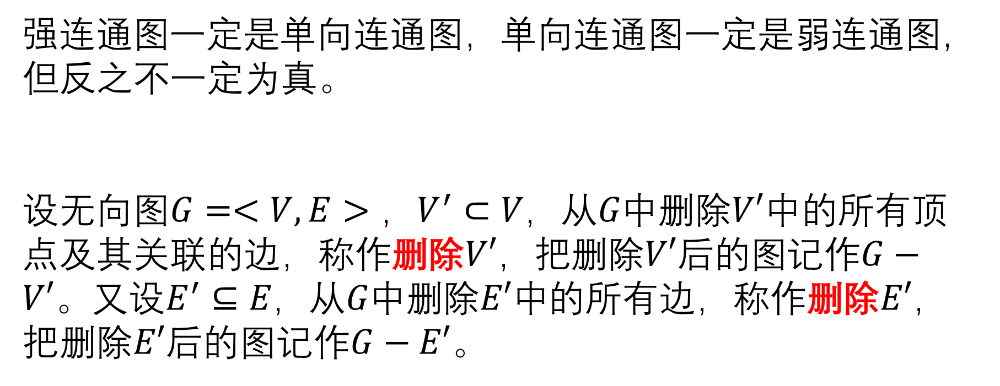 强连通图一定是单向连通图，单向连通图一定是弱连通图，
但反之不一定为真。
设无向图G =< V, E >，V′ ⊂ V，从G中删除V′中的所有顶
点及其关联的边，称作删除V′，把删除V′后的图记作G −
V′。又设E′ ⊆ E，从G中删除E′中的所有边，称作删除E′，
把删除E′后的图记作G − E′。